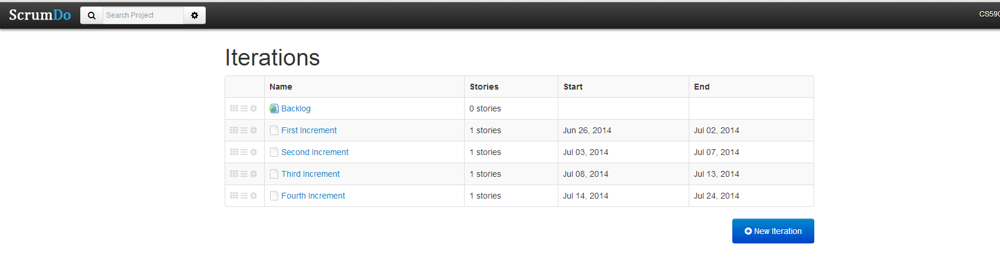 ScrumDo Search Project CS590
Iterations
Name Stories Start End
Backlog 0 stories
First Increment 1 stories Jun 26, 2014 Jul 02, 2014
Second Increment 1 stories Jul 03, 2014 Jul 07, 2014
Third Increment 1 stories Jul 08, 2014 Jul 13, 2014
Fourth Increment 1 stories Jul 14, 2014 Jul 24, 2014
New Iteration